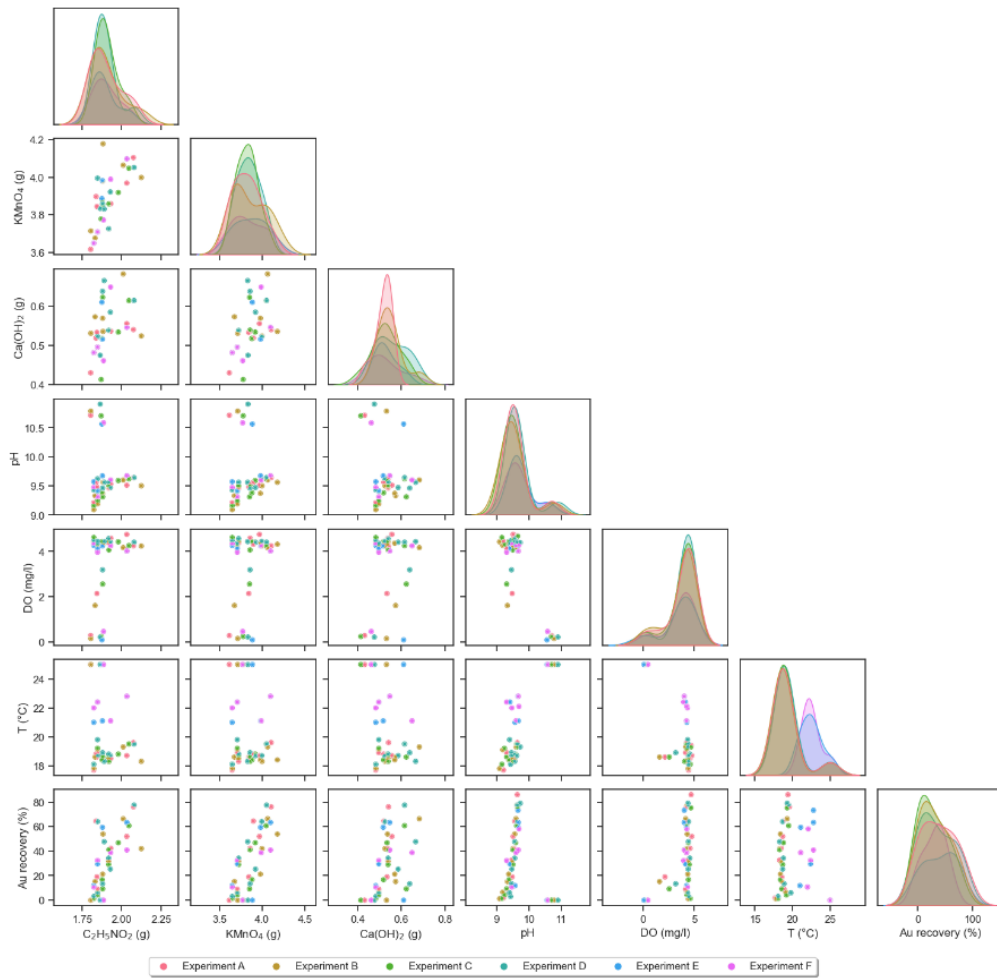 4.2
4.0
3.8
3.6
KMnO₄ (g)
0.6
0.5
0.4
Ca(OH)₂ (g)
10.5
10.0
9.5
9.0
pH
4
2
0
DO (mg/l)
24
22
20
18
T (°C)
80
60
40
20
0
Au recovery (%)
1.75 2.00 2.25
3.5 4.0 4.5
0.4 0.6 0.8
9 10 11
0 5
15 20 25
0 100
C₂H₅NO₂ (g) KMnO₄ (g) Ca(OH)₂ (g) pH DO (mg/l) T (°C) Au recovery (%)
Experiment A Experiment B Experiment C Experiment D Experiment E Experiment F